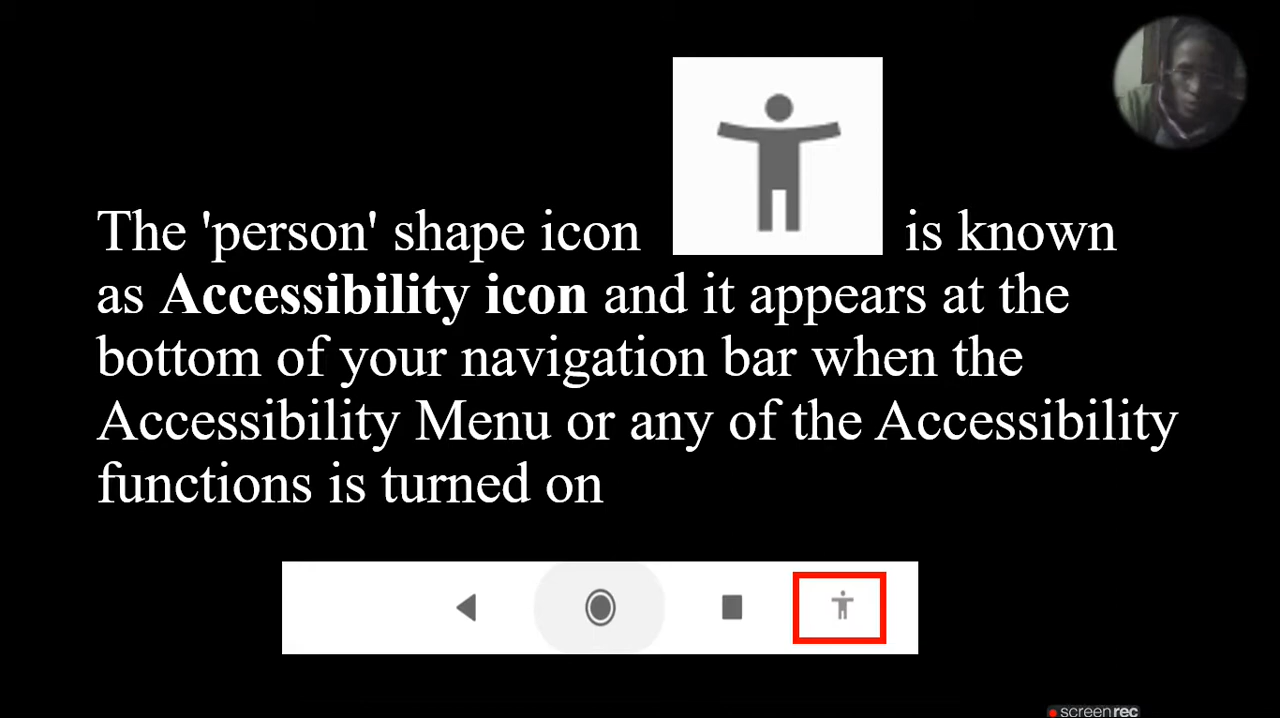 The 'person' shape icon is known
as Accessibility icon and it appears at the
bottom of your navigation bar when the
Accessibility Menu or any of the Accessibility
functions is turned on
screenrec